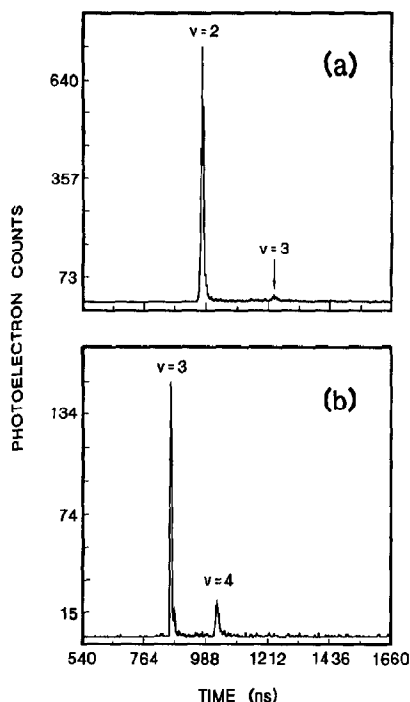 v=2
(a)
640
357
v=3
73
PHOTOELECTRON COUNTS
v=3
(b)
134
74
v=4
15
540 764 988 1212 1436 1660
TIME (ns)